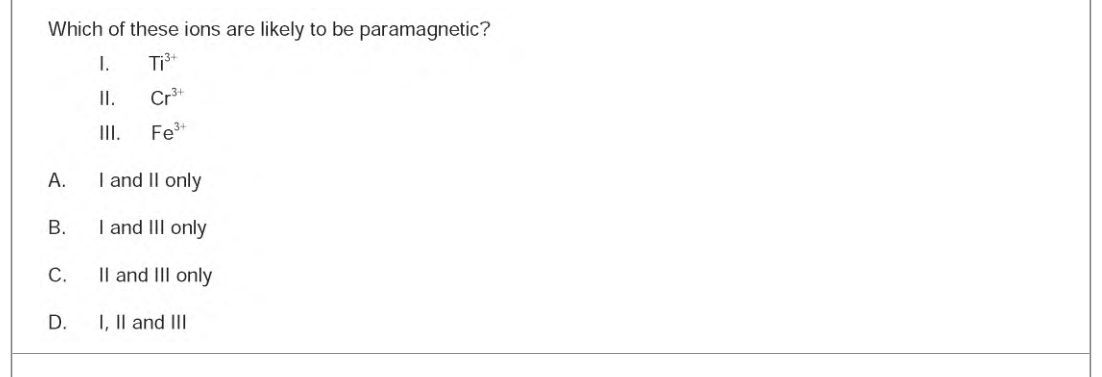 Which of these ions are likely to be paramagnetic?
I. Ti³⁺
II. Cr³⁺
III. Fe³⁺
A. I and II only
B. I and III only
C. II and III only
D. I, II and III